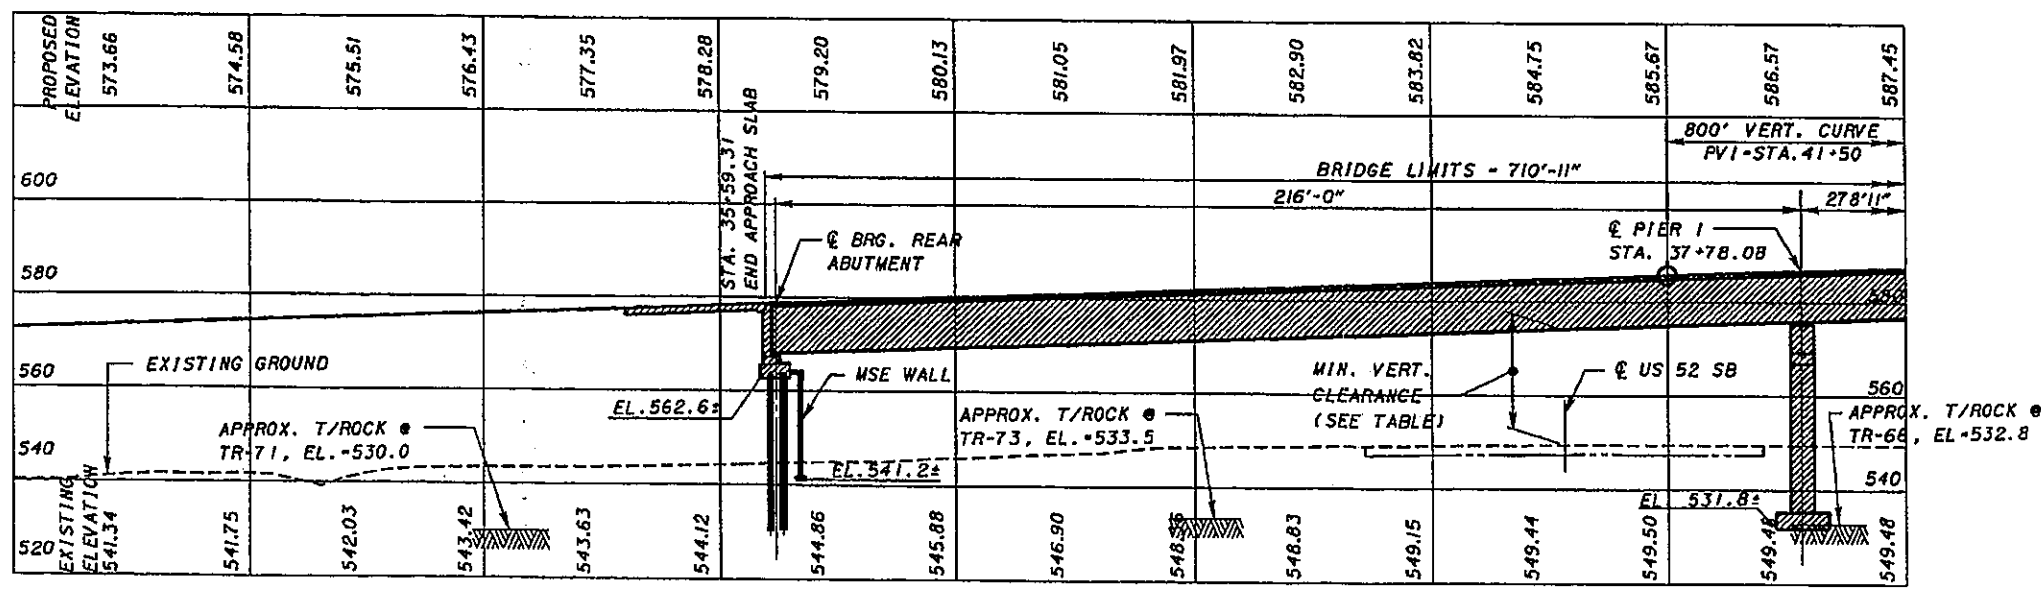 PROPOSED
ELEVATION
573.66
574.58
575.51
576.43
577.35
578.28
579.20
580.13
581.05
581.97
582.90
583.82
584.75
585.67
586.57
587.45
800' VERT. CURVE
PVI=STA. 41+50
BRIDGE LIMITS = 710'-11"
216'-0"
278'11"
600
STA. 35+59.31
END APPROACH SLAB
℄ BRG. REAR
ABUTMENT
℄ PIER 1
STA. 37+78.08
580
580
EXISTING GROUND
MSE WALL
MIN. VERT.
CLEARANCE
(SEE TABLE)
℄ US 52 SB
560
560
EL. 562.6±
APPROX. T/ROCK @
TR-71, EL.=530.0
APPROX. T/ROCK @
TR-73, EL.=533.5
APPROX. T/ROCK @
TR-66, EL=532.8
540
540
EL. 541.2±
EL 531.8±
520
EXISTING
ELEVATION
541.34
541.75
542.03
543.42
543.63
544.12
544.86
545.88
546.90
548.83
549.15
549.44
549.50
549.48
549.48